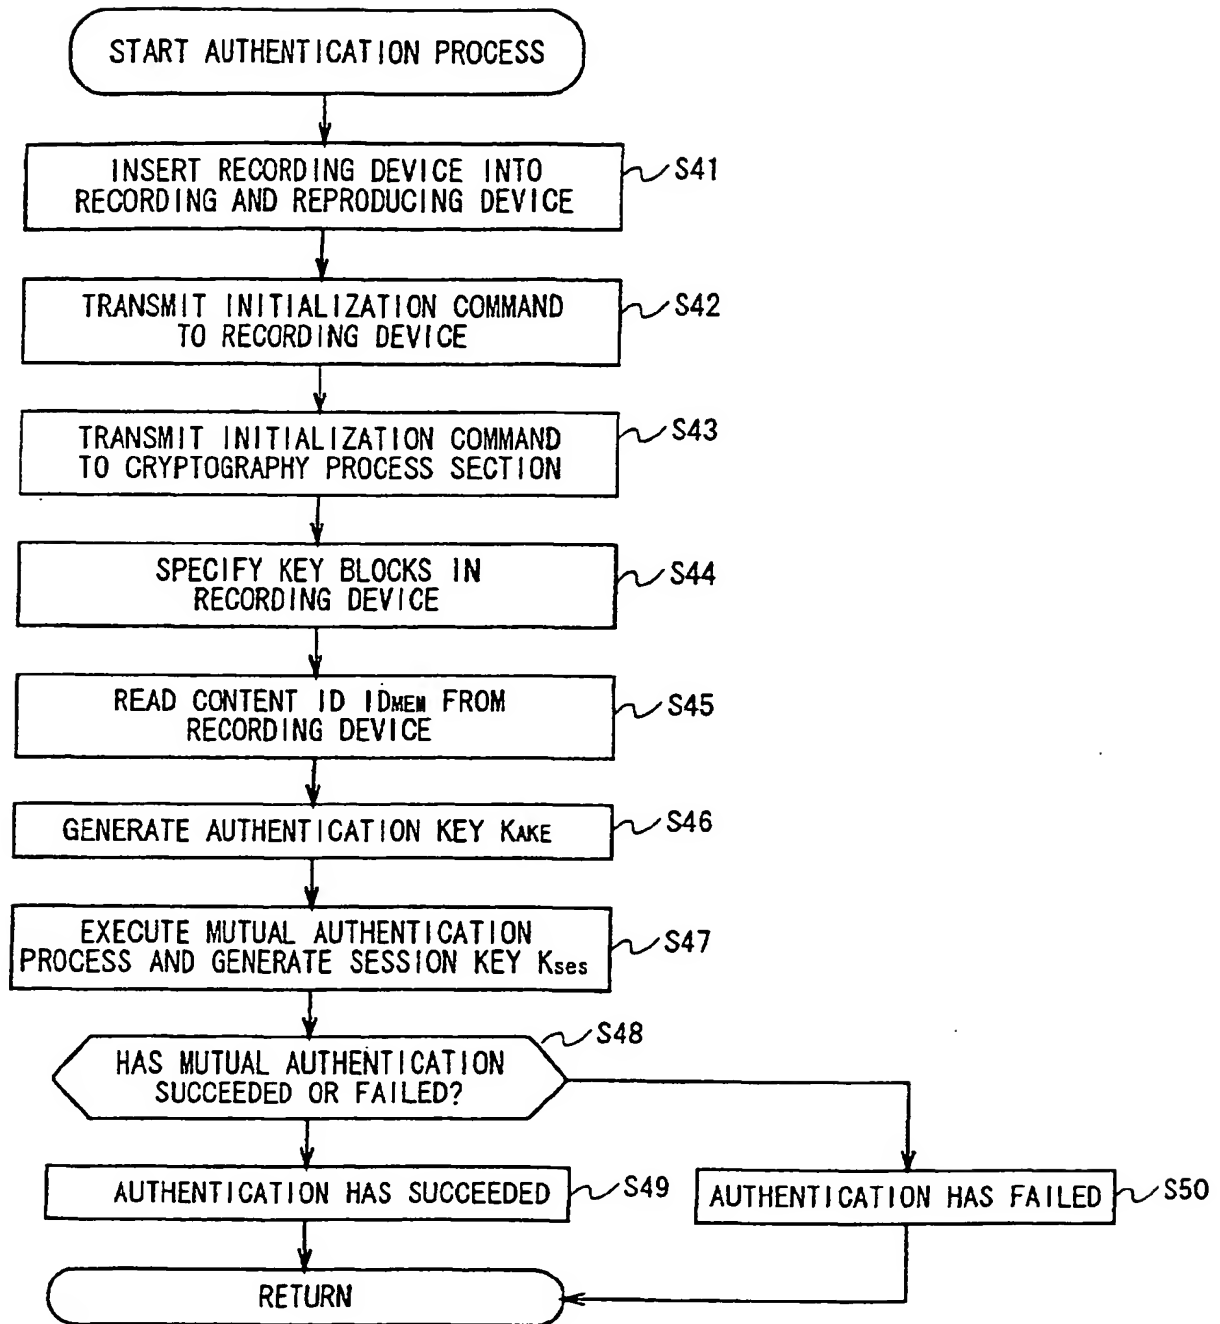 START AUTHENTICATION PROCESS
INSERT RECORDING DEVICE INTO
RECORDING AND REPRODUCING DEVICE
S41
TRANSMIT INITIALIZATION COMMAND
TO RECORDING DEVICE
S42
TRANSMIT INITIALIZATION COMMAND
TO CRYPTOGRAPHY PROCESS SECTION
S43
SPECIFY KEY BLOCKS IN
RECORDING DEVICE
S44
READ CONTENT ID IDMEM FROM
RECORDING DEVICE
S45
GENERATE AUTHENTICATION KEY KAKE
S46
EXECUTE MUTUAL AUTHENTICATION
PROCESS AND GENERATE SESSION KEY Kses
S47
HAS MUTUAL AUTHENTICATION
SUCCEEDED OR FAILED?
S48
AUTHENTICATION HAS SUCCEEDED
S49
AUTHENTICATION HAS FAILED
S50
RETURN